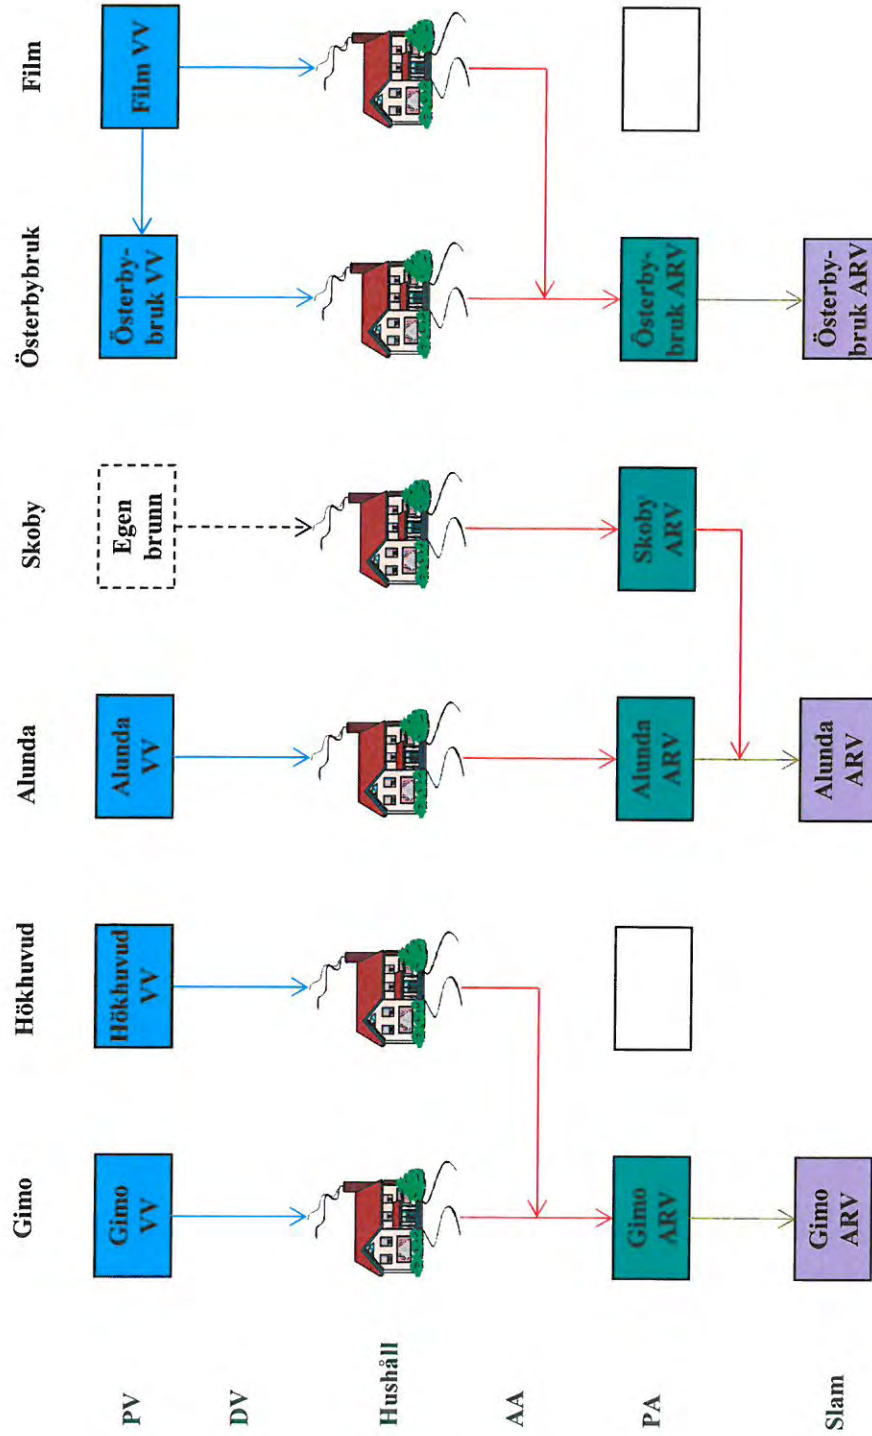 Gimo
Hökhuvud
Alunda
Skoby
Österbybruk
Film
PV
Gimo
VV
Hökhuvud
VV
Alunda
VV
Egen
brunn
Österby-
bruk VV
Film VV
DV
Hushåll
AA
PA
Gimo
ARV
Alunda
ARV
Skoby
ARV
Österby-
bruk ARV
Slam
Gimo
ARV
Alunda
ARV
Österby-
bruk ARV